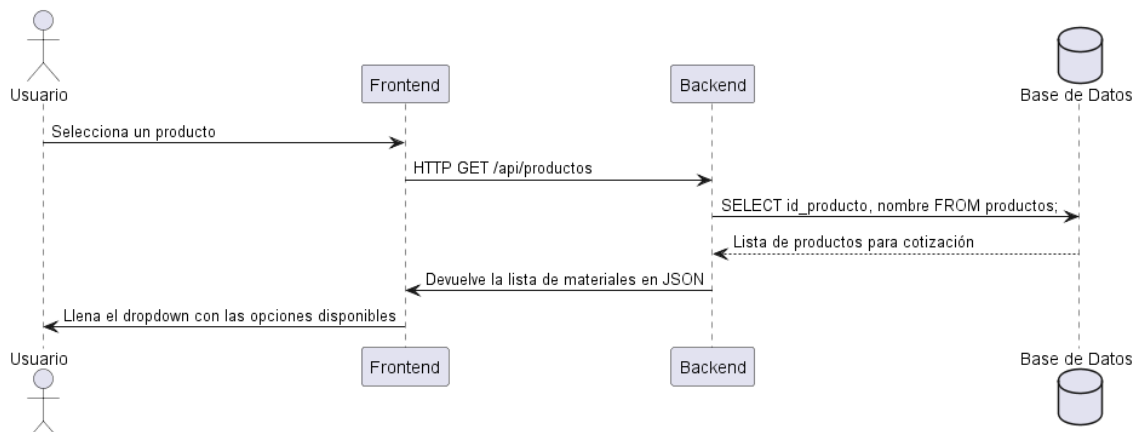 Usuario
Frontend
Backend
Base de Datos
Selecciona un producto
HTTP GET /api/productos
SELECT id_producto, nombre FROM productos;
Lista de productos para cotización
Devuelve la lista de materiales en JSON
Llena el dropdown con las opciones disponibles
Usuario
Frontend
Backend
Base de Datos